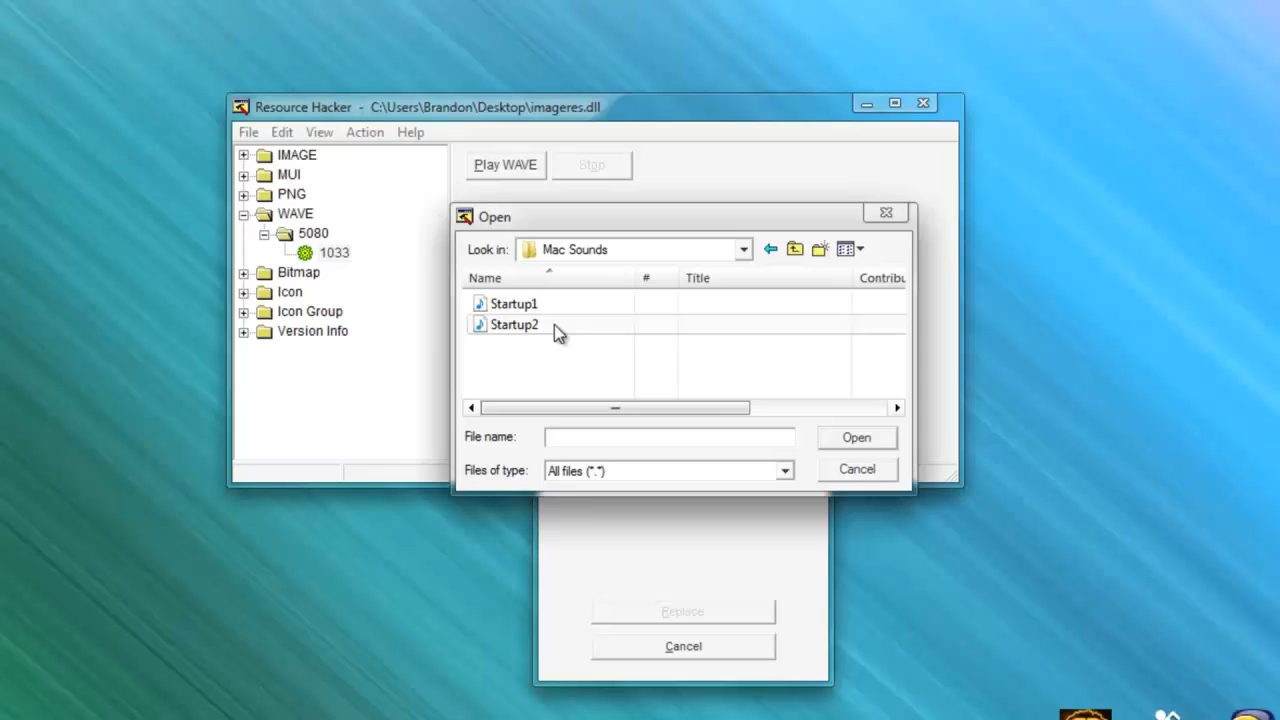 Resource Hacker - C:\Users\Brandon\Desktop\imageres.dll
File Edit View Action Help
IMAGE
MUI
PNG
WAVE
5080
1033
Bitmap
Icon
Icon Group
Version Info
Play WAVE Stop
Open
Look in: Mac Sounds
Name # Title Contribu
Startup1
Startup2
File name: Open
Files of type: All files (*.*) Cancel
Replace
Cancel